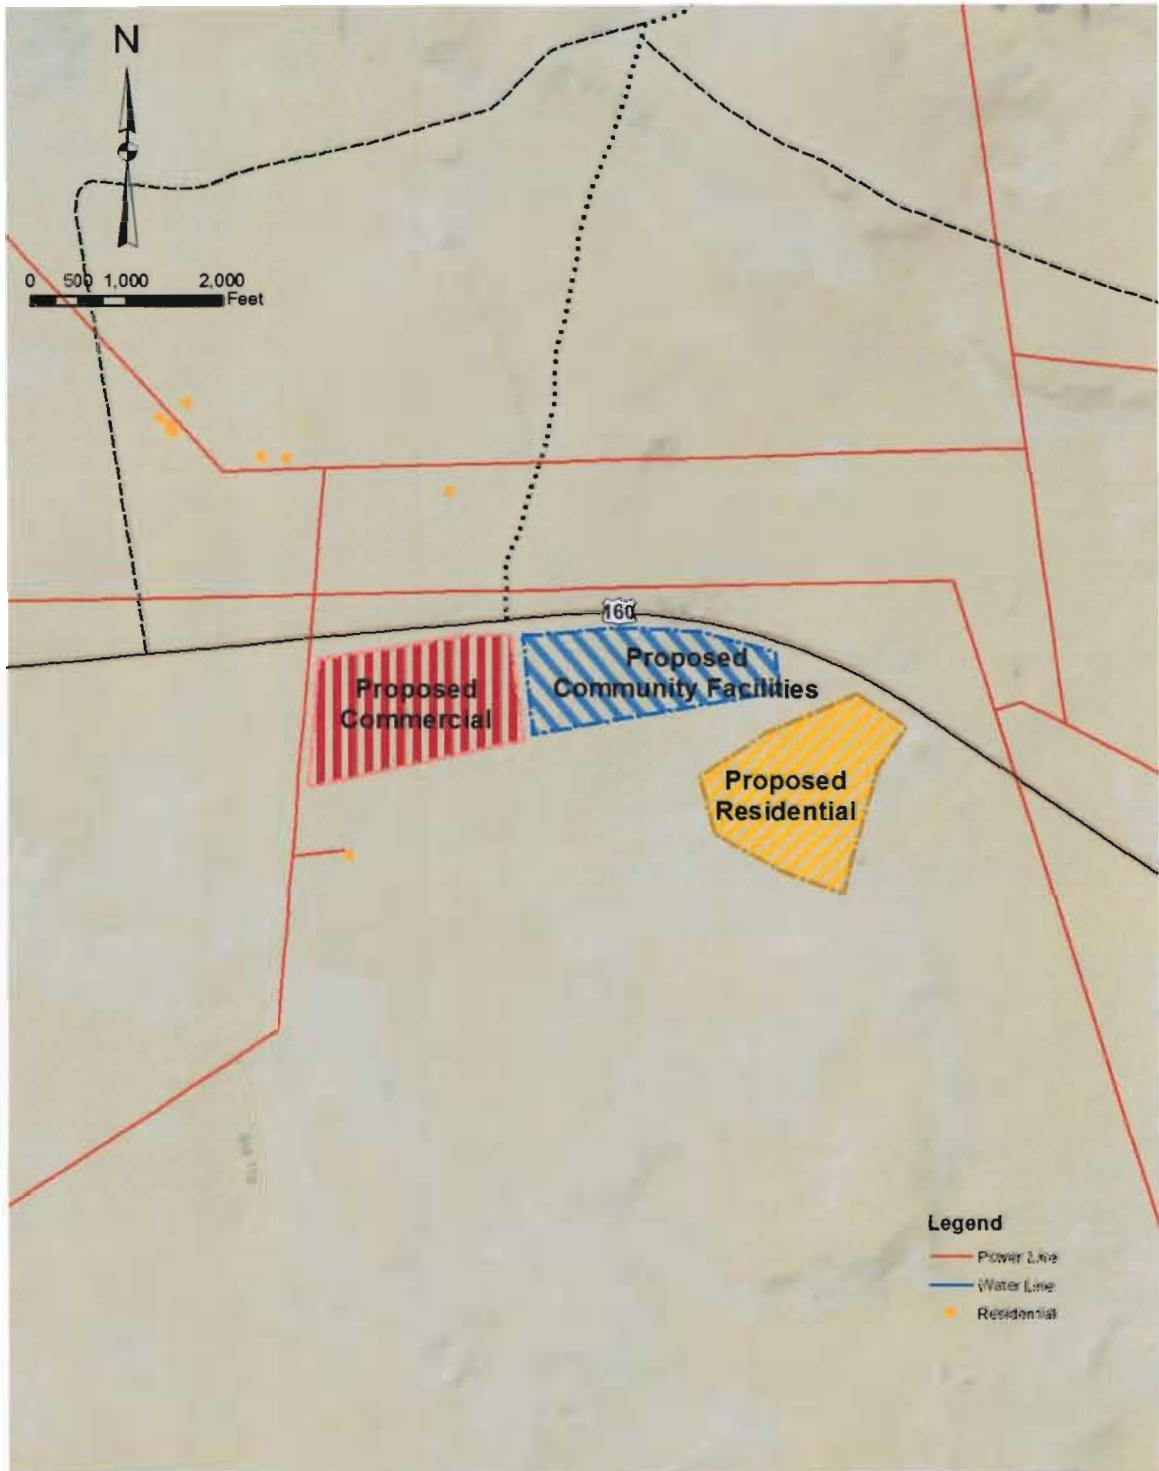 N
0 500 1,000 2,000
Feet
160
Proposed
Community Facilities
Proposed
Commercial
Proposed
Residential
Legend
Power Line
Water Line
Residential